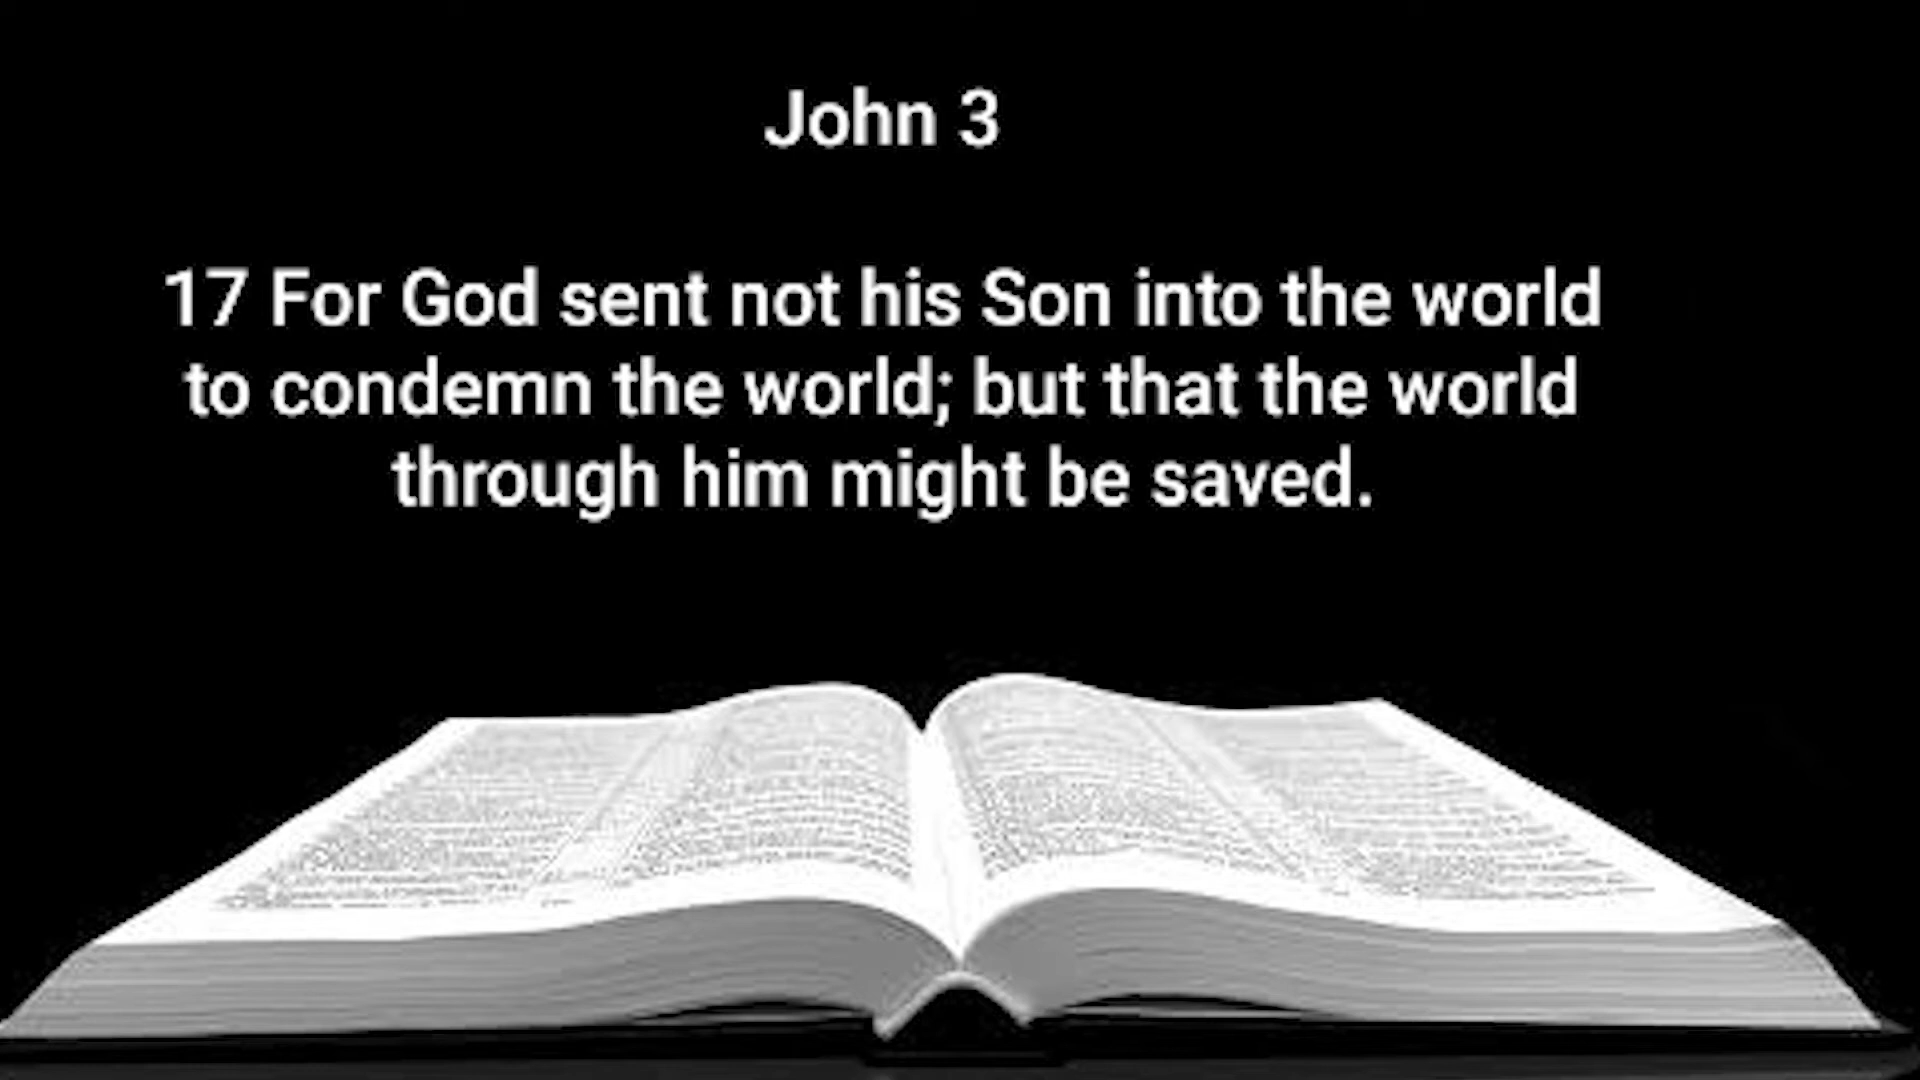 John 3
17 For God sent not his Son into the world
to condemn the world; but that the world
through him might be saved.